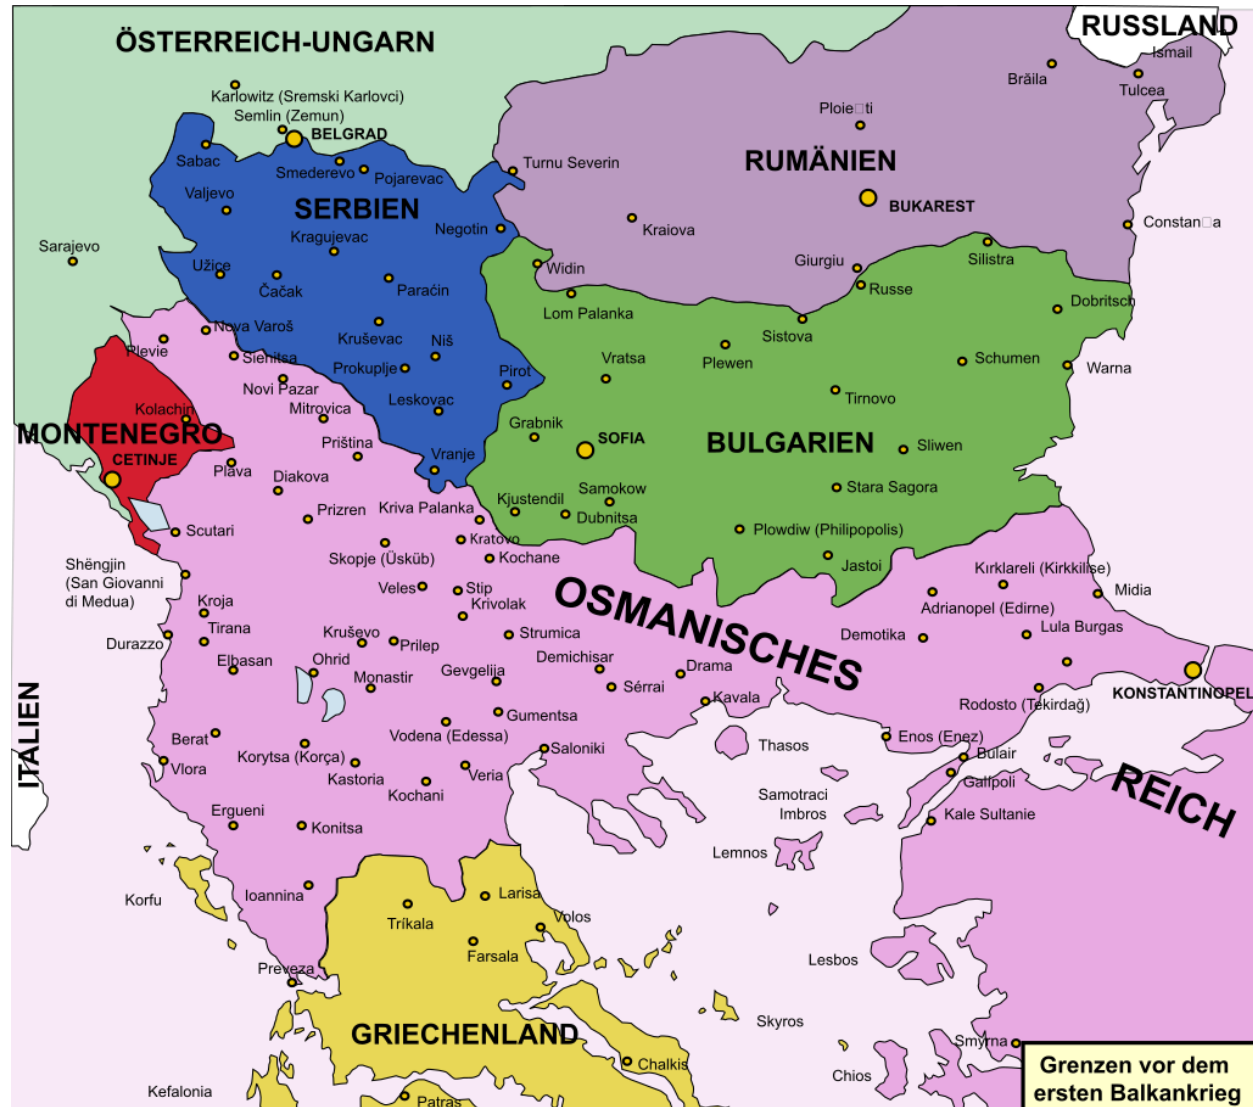 ÖSTERREICH-UNGARN
RUSSLAND
Ismail
Brăila
Tulcea
Karlowitz (Sremski Karlovci)
Semlin (Zemun)
BELGRAD
Ploie□ti
Sabac
Smederevo
Pojarevac
Turnu Severin
RUMÄNIEN
Valjevo
SERBIEN
BUKAREST
Kragujevac
Negotin
Kraiova
Constan□a
Sarajevo
Užice
Čačak
Paraćin
Widin
Giurgiu
Silistra
Russe
Lom Palanka
Dobritsch
Nova Varoš
Kruševac
Niš
Sistova
Plevie
Sienitsa
Prokuplje
Vratsa
Plewen
Schumen
Warna
Novi Pazar
Pirot
Tirnovo
Kolachin
Mitrovica
Leskovac
MONTENEGRO
Grabnik
SOFIA
BULGARIEN
Sliwen
CETINJE
Priština
Plava
Vranje
Diakova
Samokow
Stara Sagora
Prizren
Kriva Palanka
Kjustendil
Dubnitsa
Plowdiw (Philipopolis)
Scutari
Kratovo
Skopje (Üsküb)
Kochane
Jastoi
Shëngjin
(San Giovanni
di Medua)
Kırklareli (Kirkkilise)
Veles
Stip
OSMANISCHES
Midia
Kroja
Krivolak
Adrianopel (Edirne)
Tirana
Durazzo
Kruševo
Prilep
Strumica
Demotika
Lula Burgas
Elbasan
Ohrid
Monastir
Gevgelija
Demichisar
Drama
Sérrai
KONSTANTINOPEL
Kavala
Rodosto (Tekirdağ)
ITALIEN
Gumentsa
Berat
Vodena (Edessa)
Enos (Enez)
Korytsa (Korça)
Saloniki
Thasos
Bulair
Vlora
Kastoria
Veria
Gallipoli
REICH
Kochani
Samotraci
Imbros
Kale Sultanie
Ergueni
Konitsa
Lemnos
Korfu
Ioannina
Larisa
Tríkala
Volos
Farsala
Lesbos
Preveza
Skyros
GRIECHENLAND
Smyrna
Chalkis
Chios
Kefalonia
Patras
Grenzen vor dem
ersten Balkankrieg